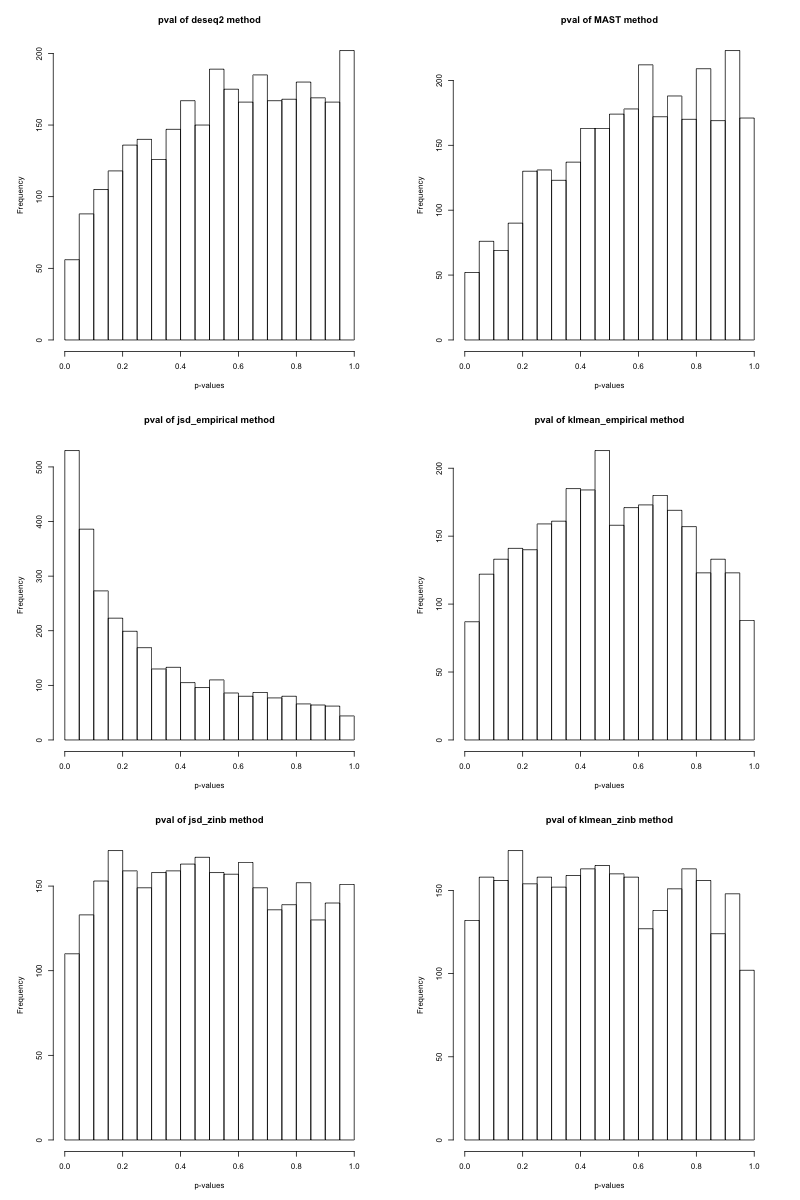 pval of deseq2 method
Frequency
200
150
100
50
0
0.0 0.2 0.4 0.6 0.8 1.0
p-values
pval of MAST method
Frequency
200
150
100
50
0
0.0 0.2 0.4 0.6 0.8 1.0
p-values
pval of jsd_empirical method
Frequency
500
400
300
200
100
0
0.0 0.2 0.4 0.6 0.8 1.0
p-values
pval of klmean_empirical method
Frequency
200
150
100
50
0
0.0 0.2 0.4 0.6 0.8 1.0
p-values
pval of jsd_zinb method
Frequency
150
100
50
0
0.0 0.2 0.4 0.6 0.8 1.0
p-values
pval of klmean_zinb method
Frequency
150
100
50
0
0.0 0.2 0.4 0.6 0.8 1.0
p-values